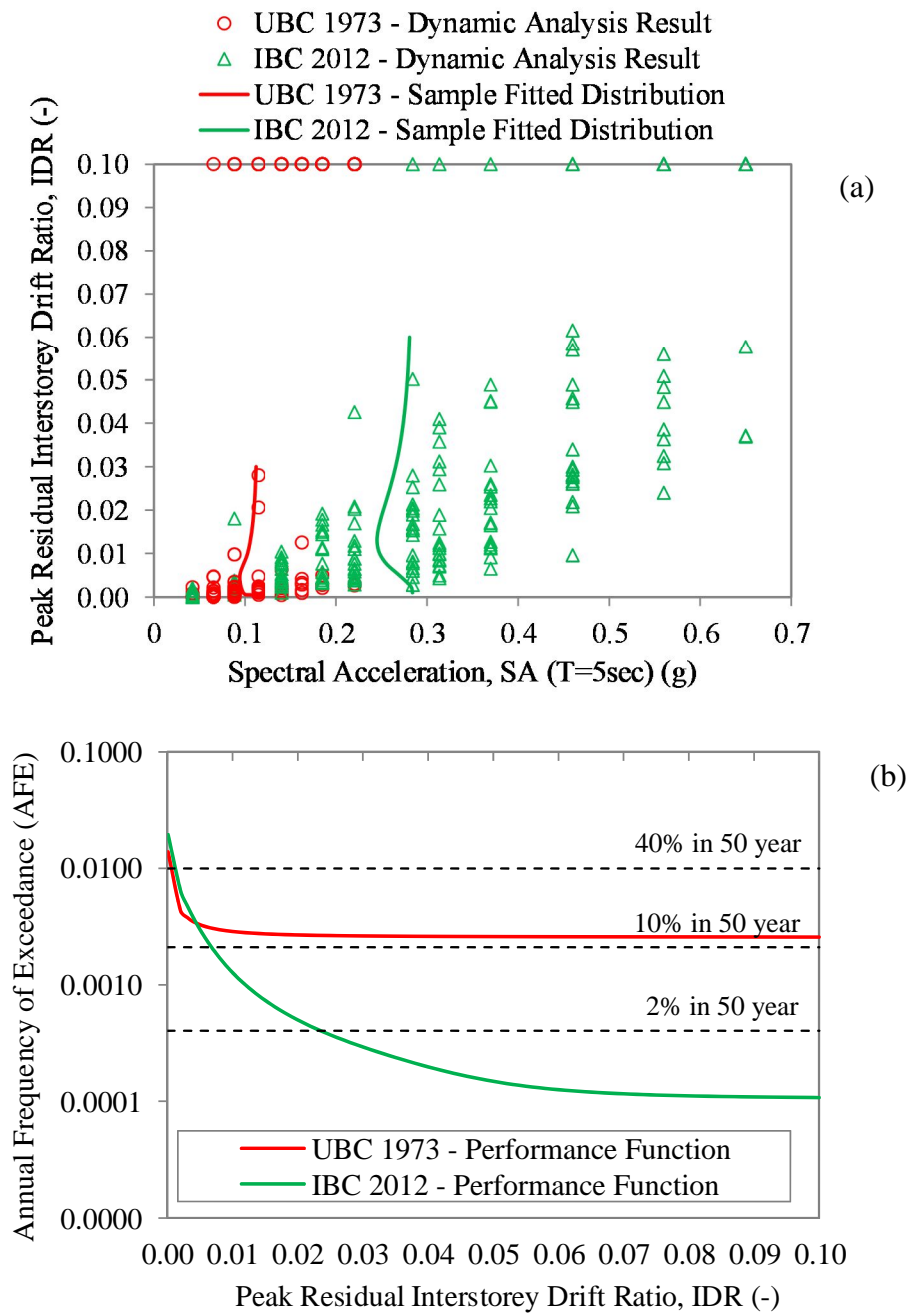 UBC 1973 - Dynamic Analysis Result
IBC 2012 - Dynamic Analysis Result
UBC 1973 - Sample Fitted Distribution
IBC 2012 - Sample Fitted Distribution
(a)
Peak Residual Interstorey Drift Ratio, IDR (-)
0.10
0.09
0.08
0.07
0.06
0.05
0.04
0.03
0.02
0.01
0.00
0 0.1 0.2 0.3 0.4 0.5 0.6 0.7
Spectral Acceleration, SA (T=5sec) (g)
(b)
Annual Frequency of Exceedance (AFE)
0.1000
0.0100
0.0010
0.0001
0.0000
40% in 50 year
10% in 50 year
2% in 50 year
UBC 1973 - Performance Function
IBC 2012 - Performance Function
0.00 0.01 0.02 0.03 0.04 0.05 0.06 0.07 0.08 0.09 0.10
Peak Residual Interstorey Drift Ratio, IDR (-)